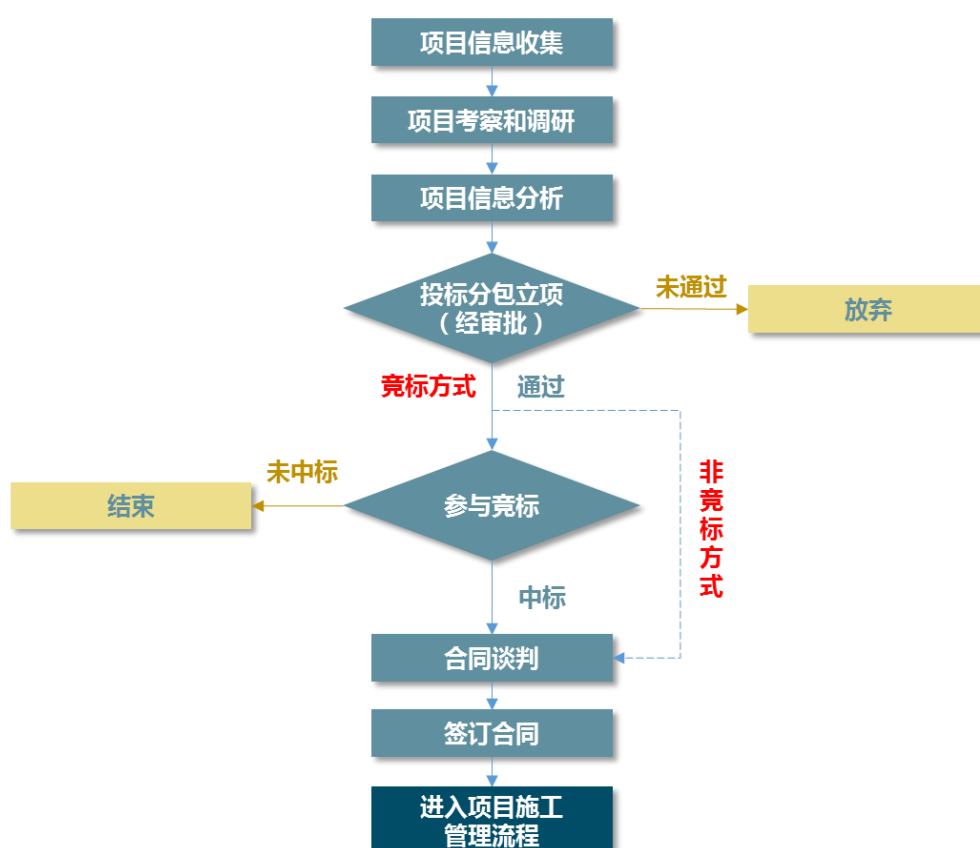 项目信息收集
项目考察和调研
项目信息分析
投标分包立项
（经审批）
未通过
放弃
竞标方式
通过
非
竞
标
方
式
未中标
结束
参与竞标
中标
合同谈判
签订合同
进入项目施工
管理流程